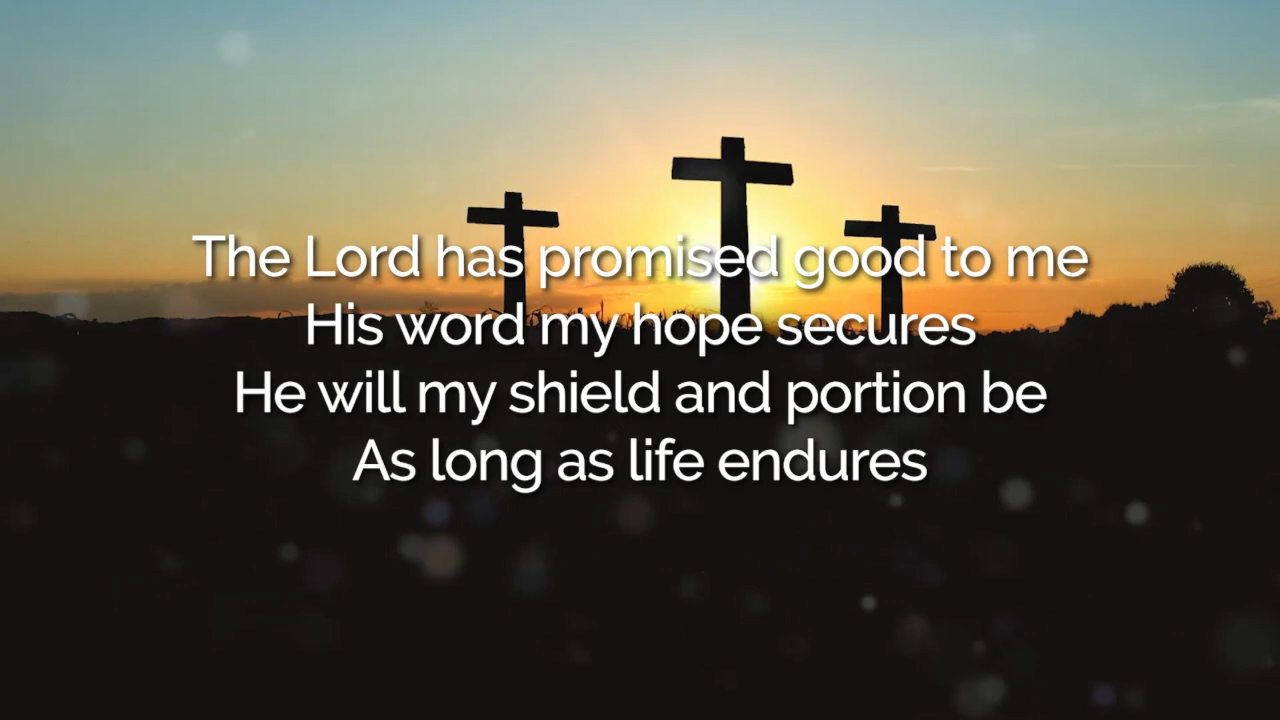 The Lord has promised good to me
His word my hope secures
He will my shield and portion be
As long as life endures